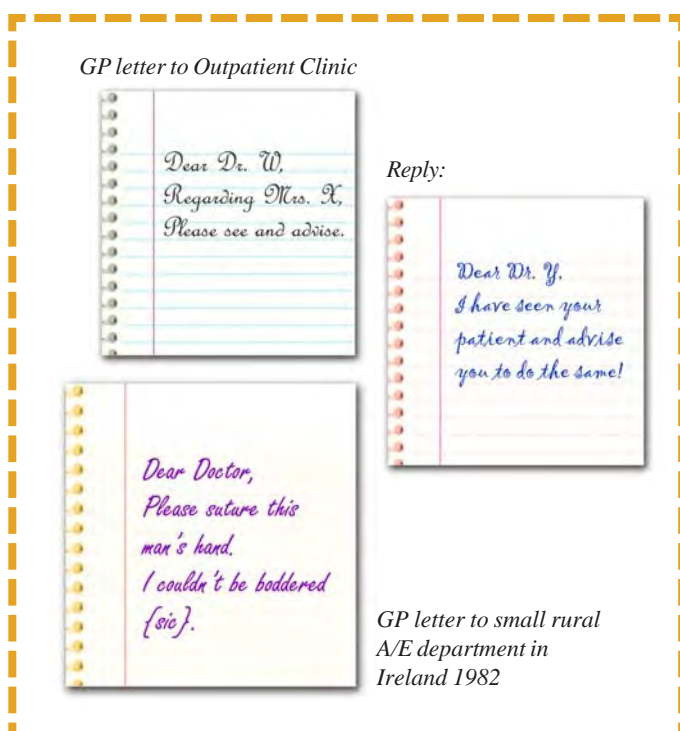 GP letter to Outpatient Clinic
Dear Dr. W,
Regarding Mrs. X,
Please see and advise.
Reply:
Dear Dr. Y,
I have seen your
patient and advise
you to do the same!
Dear Doctor,
Please suture this
man's hand.
I couldn't be boddered
{sic}.
GP letter to small rural
A/E department in
Ireland 1982